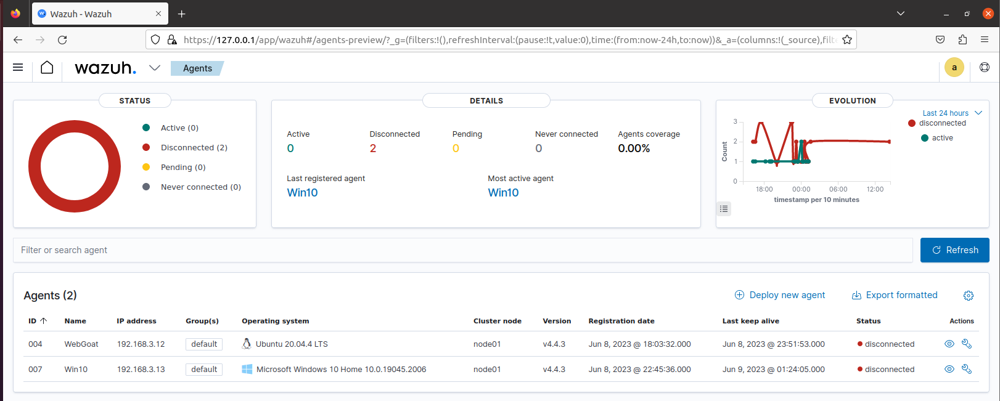 Wazuh - Wazuh
https://127.0.0.1/app/wazuh#/agents-preview/?_g=(filters:!(),refreshInterval:(pause:!t,value:0),time:(from:now-24h,to:now))&_a=(columns:!(_source),filte
wazuh.
Agents
a
STATUS
Active (0)
Disconnected (2)
Pending (0)
Never connected (0)
DETAILS
Active Disconnected Pending Never connected Agents coverage
0 2 0 0 0.00%
Last registered agent Most active agent
Win10 Win10
EVOLUTION
Last 24 hours
disconnected
active
Count
3
2
1
0
18:00 00:00 06:00 12:00
timestamp per 10 minutes
Filter or search agent
Refresh
Agents (2)
Deploy new agent
Export formatted
ID Name IP address Group(s) Operating system Cluster node Version Registration date Last keep alive Status Actions
004 WebGoat 192.168.3.12 default Ubuntu 20.04.4 LTS node01 v4.4.3 Jun 8, 2023 @ 18:03:32.000 Jun 8, 2023 @ 23:51:53.000 disconnected
007 Win10 192.168.3.13 default Microsoft Windows 10 Home 10.0.19045.2006 node01 v4.4.3 Jun 8, 2023 @ 22:45:36.000 Jun 9, 2023 @ 01:24:05.000 disconnected